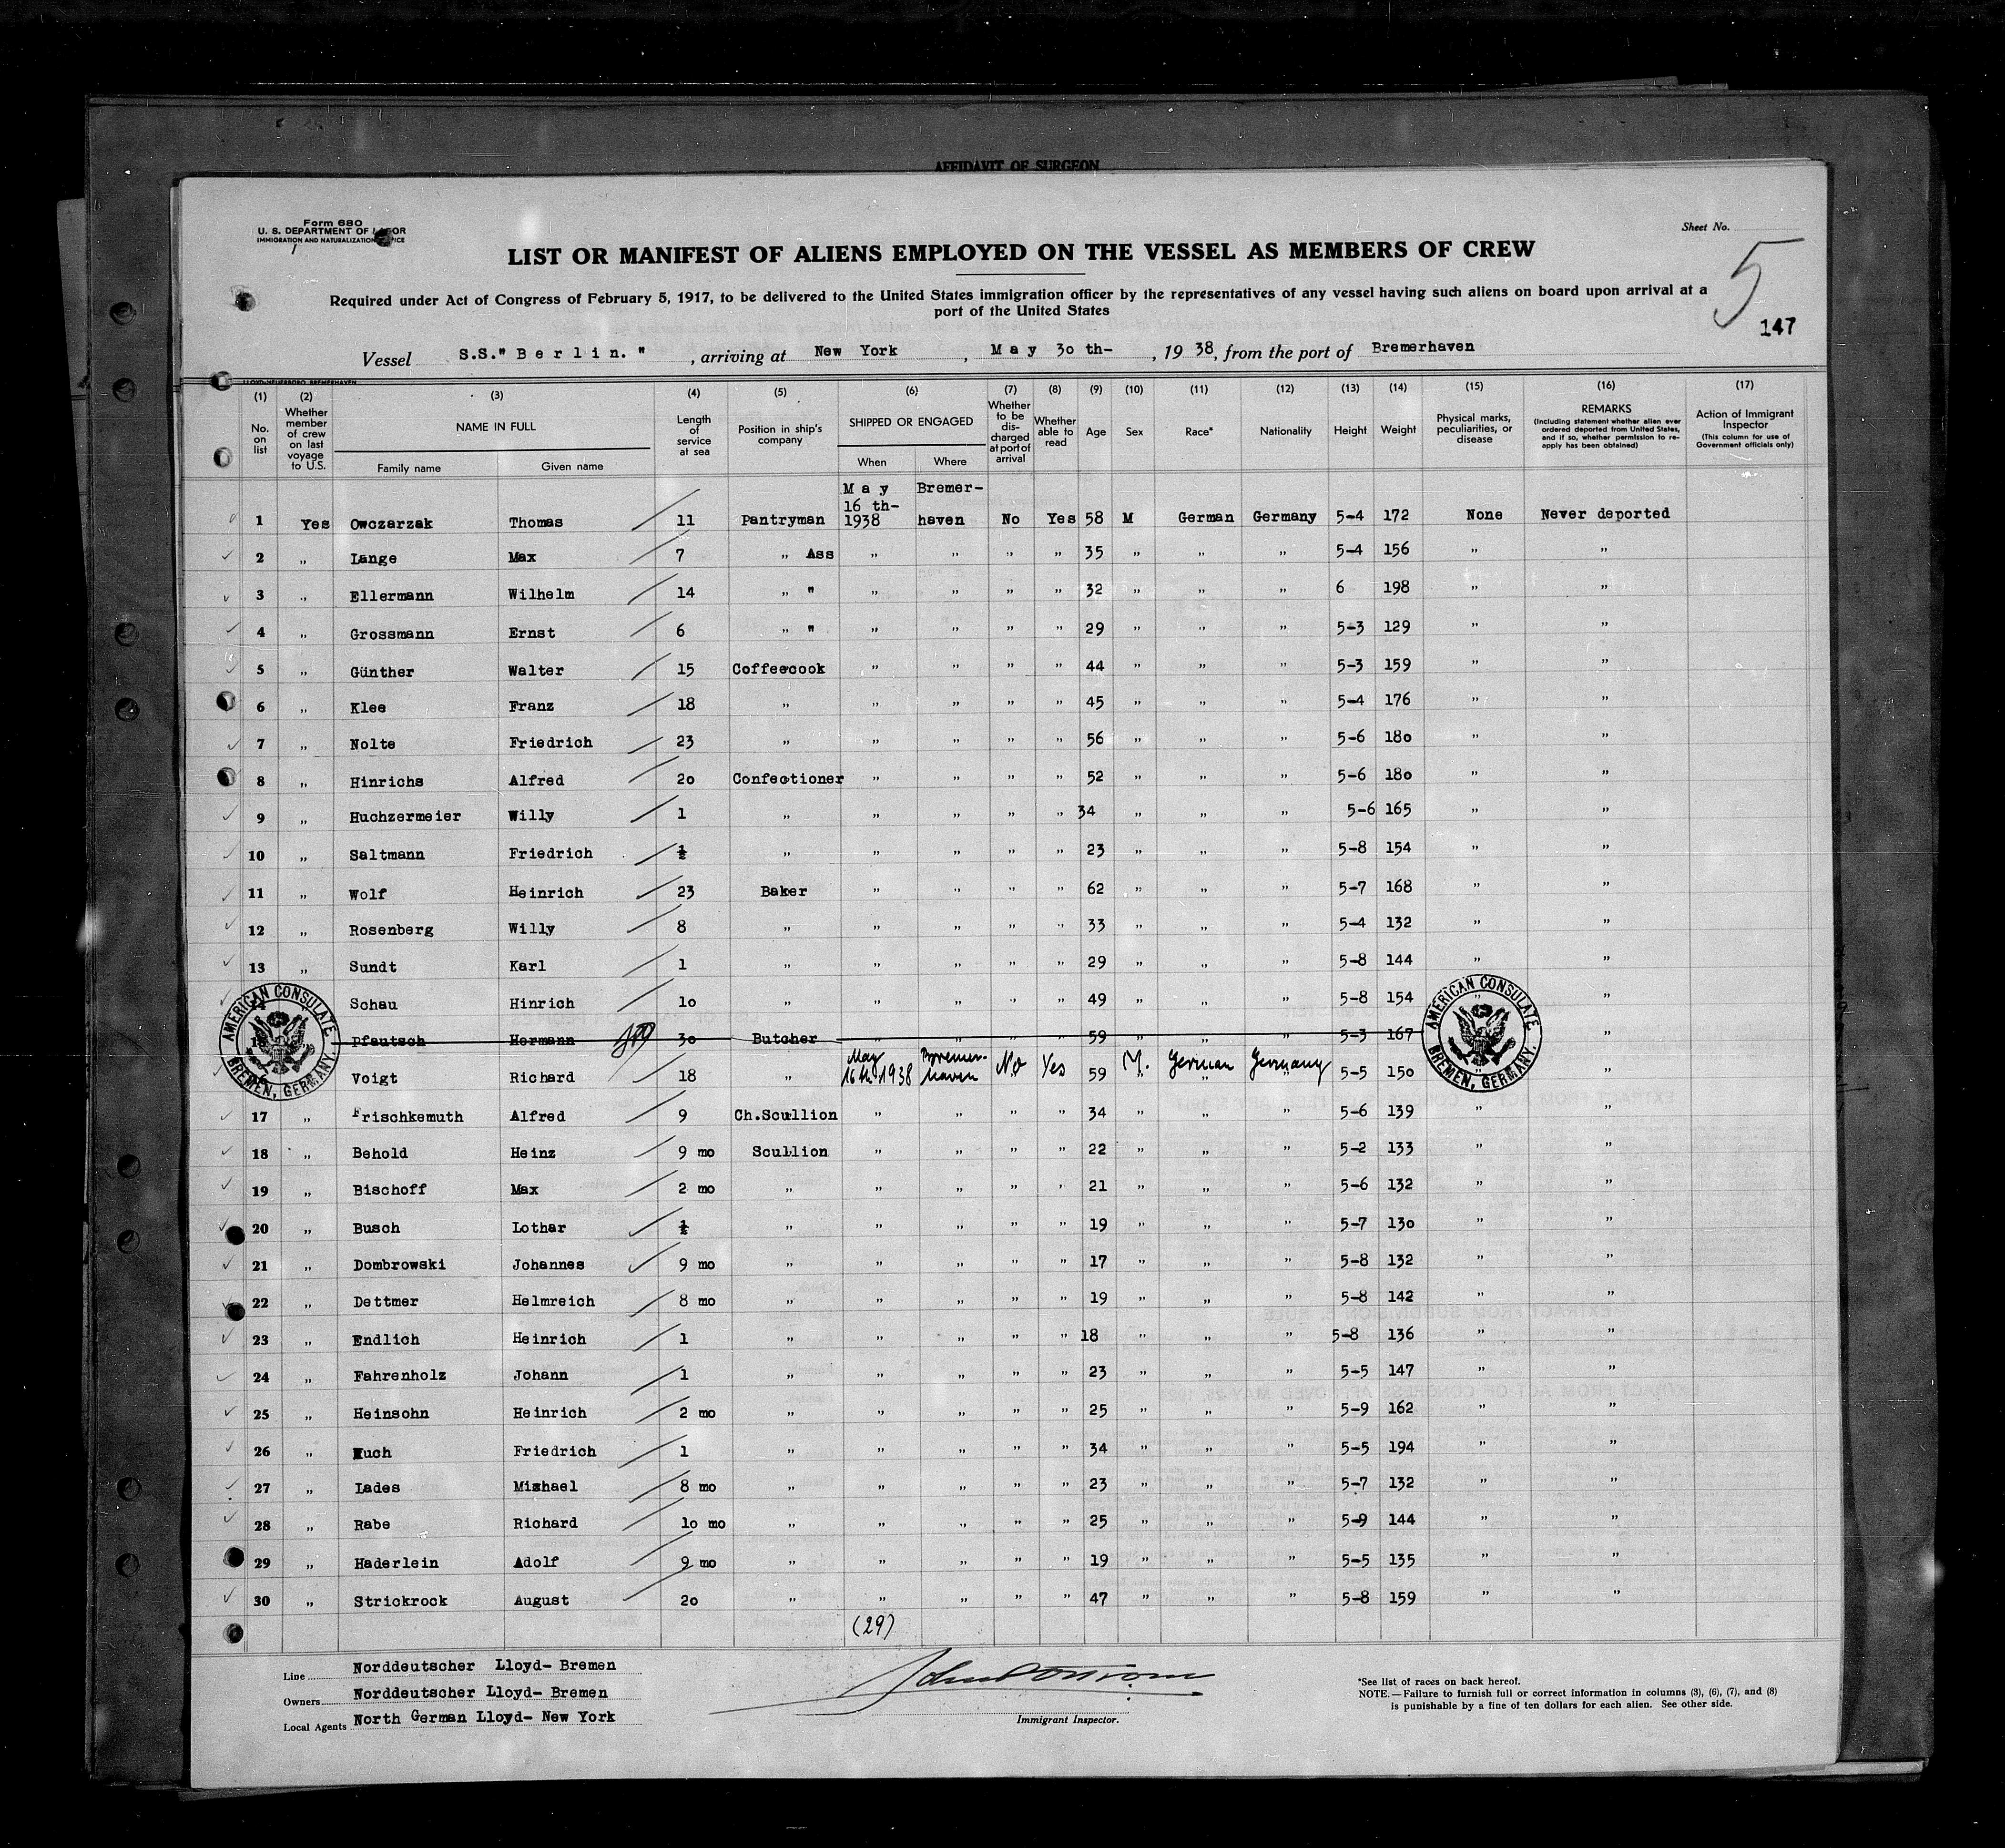 AFFIDAVIT OF SURGEON
Form 680
U. S. DEPARTMENT OF LABOR
IMMIGRATION AND NATURALIZATION SERVICE
Sheet No. 5
147
LIST OR MANIFEST OF ALIENS EMPLOYED ON THE VESSEL AS MEMBERS OF CREW
Required under Act of Congress of February 5, 1917, to be delivered to the United States immigration officer by the representatives of any vessel having such aliens on board upon arrival at a
port of the United States
Vessel S.S." B e r l i n. " , arriving at New York , M a y 30 th- , 19 38, from the port of Bremerhaven
LLOYD-HEUERBÜRO BREMERHAVEN
(1) No. on list
(2) Whether member of crew on last voyage to U.S.
(3) NAME IN FULL Family name Given name
(4) Length of service at sea
(5) Position in ship's company
(6) SHIPPED OR ENGAGED When Where
(7) Whether to be discharged at port of arrival
(8) Whether able to read
(9) Age
(10) Sex
(11) Race*
(12) Nationality
(13) Height
(14) Weight
(15) Physical marks, peculiarities, or disease
(16) REMARKS (Including statement whether alien ever ordered deported from United States, and if so, whether permission to re-apply has been obtained)
(17) Action of Immigrant Inspector (This column for use of Government officials only)
1 Yes Owczarzak Thomas 11 Pantryman M a y 16 th- 1938 Bremer- haven No Yes 58 M German Germany 5-4 172 None Never deported
2 " Lange Max 7 " Ass " " " " 35 " " " 5-4 156 " "
3 " Ellermann Wilhelm 14 " " " " " " 32 " " " 6 198 " "
4 " Grossmann Ernst 6 " " " " " " 29 " " " 5-3 129 " "
5 " Günther Walter 15 Coffeecook " " " " 44 " " " 5-3 159 " "
6 " Klee Franz 18 " " " " " 45 " " " 5-4 176 " "
7 " Nolte Friedrich 23 " " " " " 56 " " " 5-6 180 " "
8 " Hinrichs Alfred 20 Confectioner " " " " 52 " " " 5-6 180 " "
9 " Huchzermeier Willy 1 " " " " " 34 " " " 5-6 165 " "
10 " Saltmann Friedrich ½ " " " " " 23 " " " 5-8 154 " "
11 " Wolf Heinrich 23 Baker " " " " 62 " " " 5-7 168 " "
12 " Rosenberg Willy 8 " " " " " 33 " " " 5-4 132 " "
13 " Sundt Karl 1 " " " " " 29 " " " 5-8 144 " "
14 Schau Hinrich 10 " " " " " 49 " " " 5-8 154 " "
15 Pfautsch Hermann 30 Butcher " " " " 59 " " " 5-3 167 "
Voigt Richard 18 " May 16th 1938 Bremer- haven No Yes 59 M. German Germany 5-5 150 " "
AMERICAN CONSULATE BREMEN, GERMANY.
AMERICAN CONSULATE BREMEN, GERMANY.
17 " Frischkemuth Alfred 9 Ch.Scullion " " " " 34 " " " 5-6 139 " "
18 " Behold Heinz 9 mo Scullion " " " " 22 " " " 5-2 133 " "
19 " Bischoff Max 2 mo " " " " " 21 " " " 5-6 132 " "
20 " Busch Lothar ½ " " " " " 19 " " " 5-7 130 " "
21 " Dombrowski Johannes 9 mo " " " " " 17 " " " 5-8 132 " "
22 " Dettmer Helmreich 8 mo " " " " " 19 " " " 5-8 142 " "
23 " Endlich Heinrich 1 " " " " " 18 " " " 5-8 136 " "
24 " Fahrenholz Johann 1 " " " " " 23 " " " 5-5 147 " "
25 " Heinsohn Heinrich 2 mo " " " " " 25 " " " 5-9 162 " "
26 " Kuch Friedrich 1 " " " " " 34 " " " 5-5 194 " "
27 " Lades Michael 8 mo " " " " " 23 " " " 5-7 132 " "
28 " Rabe Richard 10 mo " " " " " 25 " " " 5-9 144 " "
29 " Haderlein Adolf 9 mo " " " " " 19 " " " 5-5 135 " "
30 " Strickrock August 20 " " " " " 47 " " " 5-8 159 " "
(29)
Line Norddeutscher Lloyd- Bremen
Owners Norddeutscher Lloyd- Bremen
Local Agents North German Lloyd- New York
Immigrant Inspector.
*See list of races on back hereof.
NOTE.—Failure to furnish full or correct information in columns (3), (6), (7), and (8)
is punishable by a fine of ten dollars for each alien. See other side.